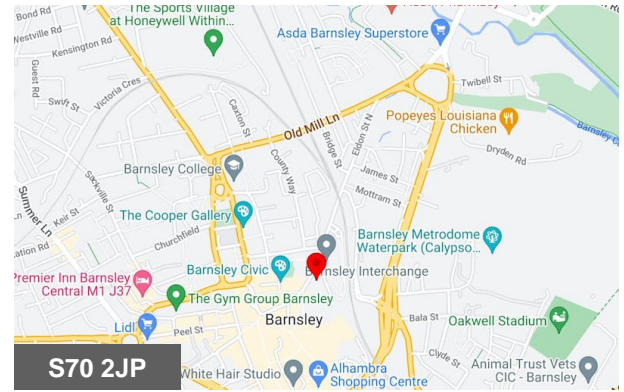 The Sports Village
at Honeywell Within...
Bond St
Westville Rd
Kensington Rd
Guest Rd
Asda Barnsley Superstore
Twibell St
Swift St
Victoria Cres
Caxton St
Old Mill Ln
Bridge St
Eldon St N
Popeyes Louisiana
Chicken
Dryden Rd
Barnsley College
County Way
James St
Mottram St
Summer Ln
Keir St
Sackville St
The Cooper Gallery
Churchfield
Barnsley Metrodome
Waterpark (Calypso...
Premier Inn Barnsley
Central M1 J37
Barnsley Civic
Barnsley Interchange
The Gym Group Barnsley
Lidl
Peel St
Barnsley
Bala St
Oakwell Stadium
Clyde St
S70 2JP
White Hair Studio
Alhambra
Shopping Centre
Animal Trust Vets
CIC - Barnsley